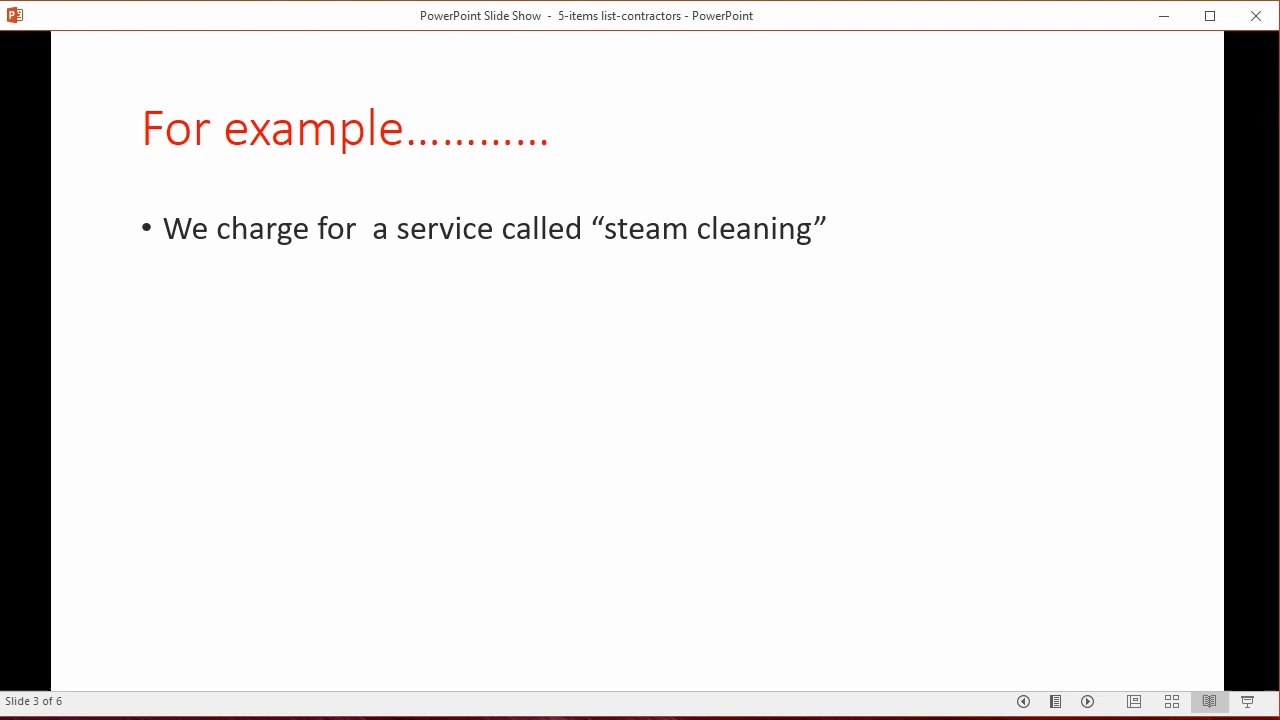 PowerPoint Slide Show - 5-items list-contractors - PowerPoint
For example…………
• We charge for  a service called “steam cleaning”
Slide 3 of 6